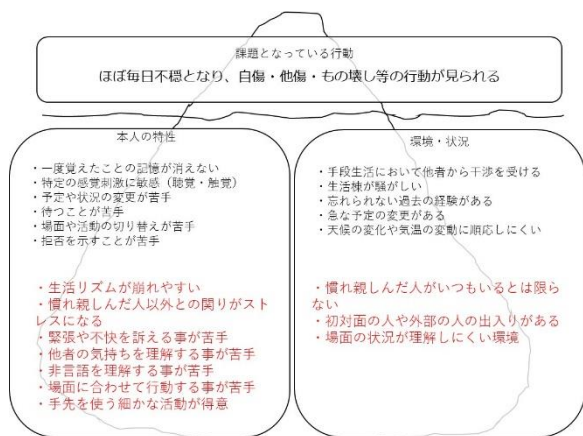 課題となっている行動
ほぼ毎日不穏となり、自傷・他傷・もの壊し等の行動が見られる
本人の特性
・一度覚えたことの記憶が消えない
・特定の感覚刺激に敏感（聴覚・触覚）
・予定や状況の変更が苦手
・待つことが苦手
・場面や活動の切り替えが苦手
・拒否を示すことが苦手
・生活リズムが崩れやすい
・慣れ親しんだ人以外との関りがスト
レスになる
・緊張や不快を訴える事が苦手
・他者の気持ちを理解する事が苦手
・非言語を理解する事が苦手
・場面に合わせて行動する事が苦手
・手先を使う細かな活動が得意
環境・状況
・手段生活において他者から干渉を受ける
・生活棟が騒がしい
・忘れられない過去の経験がある
・急な予定の変更がある
・天候の変化や気温の変動に順応しにくい
・慣れ親しんだ人がいつもいるとは限ら
ない
・初対面の人や外部の人の出入りがある
・場面の状況が理解しにくい環境